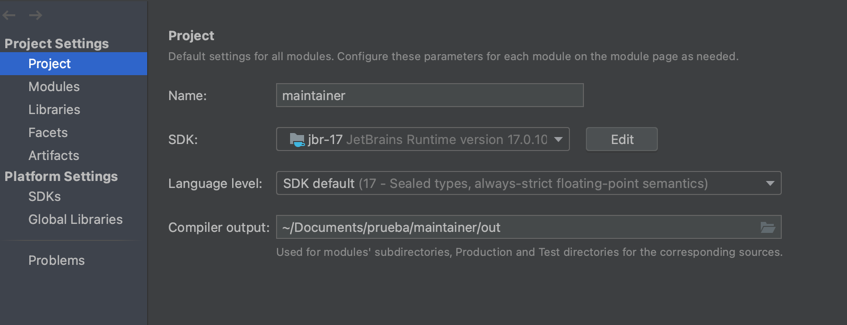 Project Settings
Project
Modules
Libraries
Facets
Artifacts
Platform Settings
SDKs
Global Libraries
Problems
Project
Default settings for all modules. Configure these parameters for each module on the module page as needed.
Name: maintainer
SDK: jbr-17 JetBrains Runtime version 17.0.10 Edit
Language level: SDK default (17 - Sealed types, always-strict floating-point semantics)
Compiler output: ~/Documents/prueba/maintainer/out
Used for modules' subdirectories, Production and Test directories for the corresponding sources.